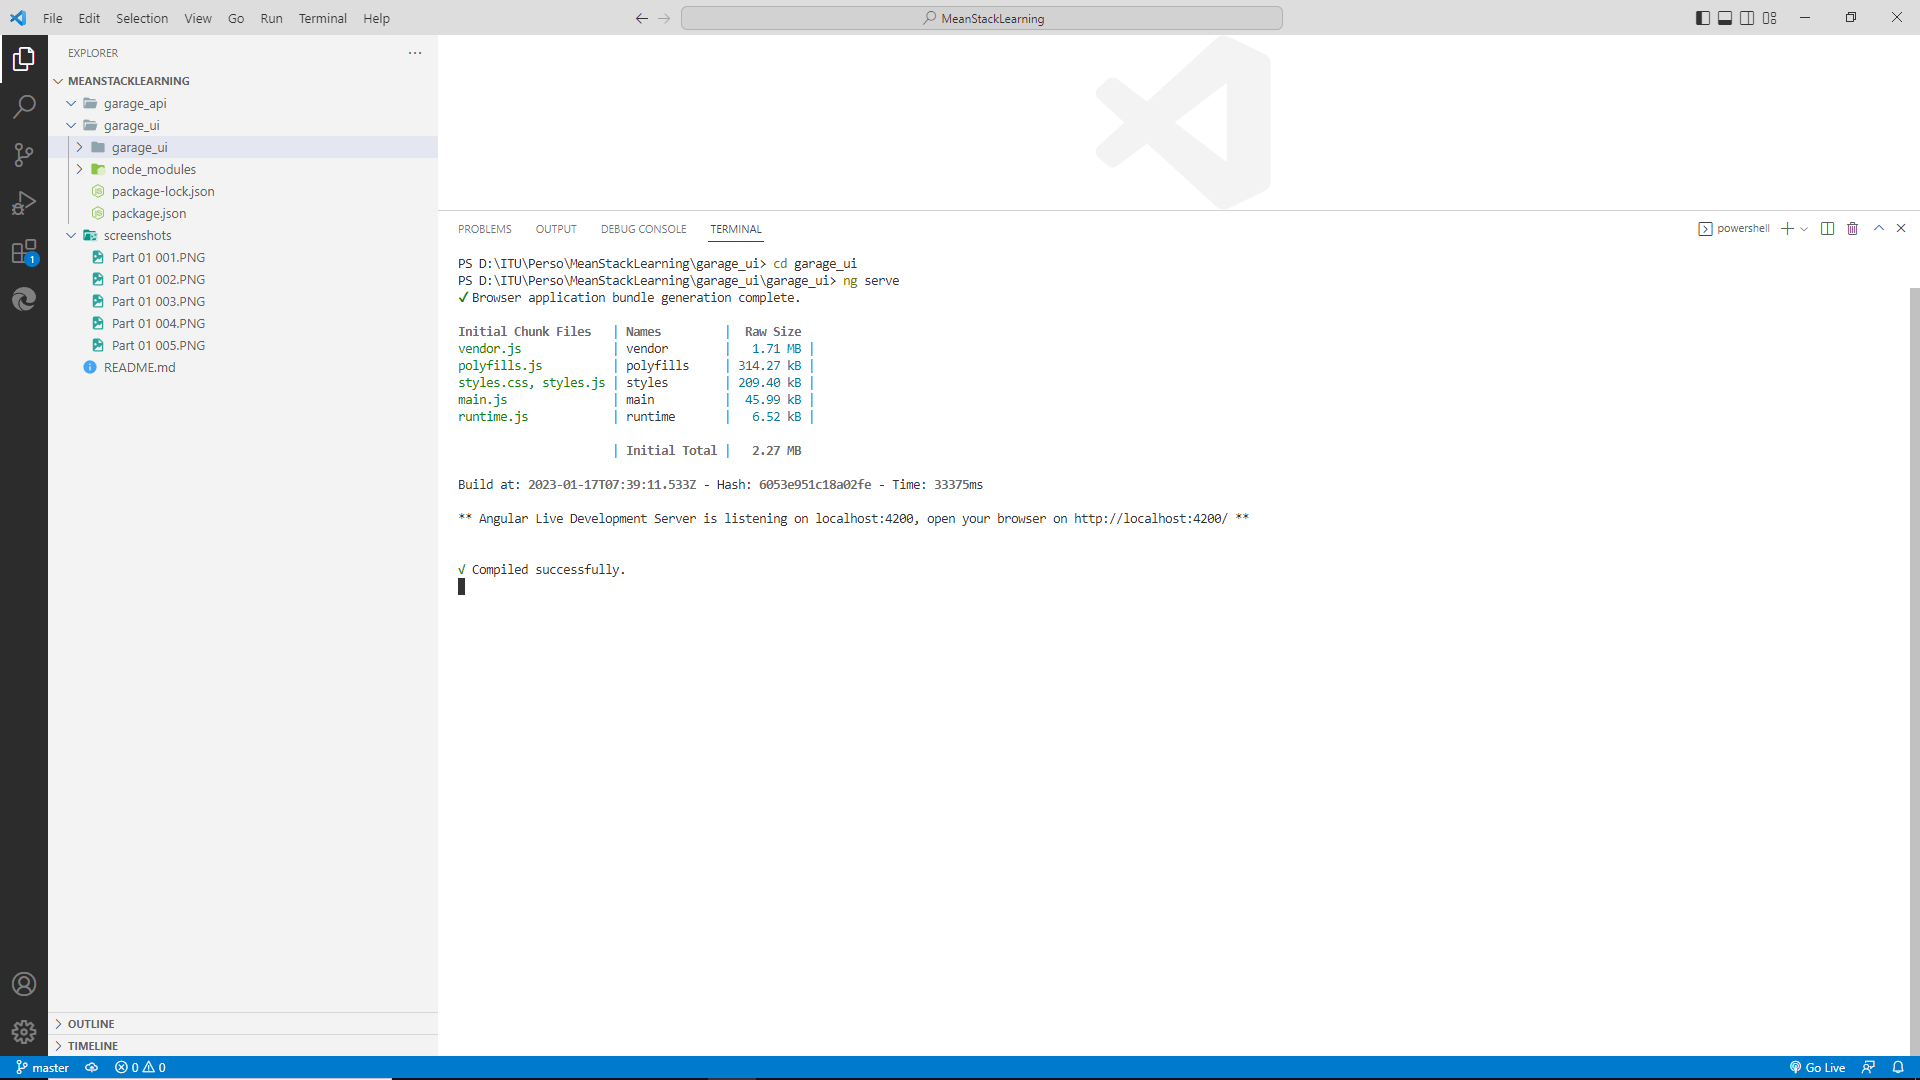 File Edit Selection View Go Run Terminal Help
MeanStackLearning
EXPLORER
MEANSTACKLEARNING
garage_api
garage_ui
garage_ui
node_modules
package-lock.json
package.json
screenshots
Part 01 001.PNG
Part 01 002.PNG
Part 01 003.PNG
Part 01 004.PNG
Part 01 005.PNG
README.md
1
OUTLINE
TIMELINE
PROBLEMS OUTPUT DEBUG CONSOLE TERMINAL
powershell
PS D:\ITU\Perso\MeanStackLearning\garage_ui> cd garage_ui
PS D:\ITU\Perso\MeanStackLearning\garage_ui\garage_ui> ng serve
✔ Browser application bundle generation complete.
Initial Chunk Files | Names | Raw Size
vendor.js | vendor | 1.71 MB |
polyfills.js | polyfills | 314.27 kB |
styles.css, styles.js | styles | 209.40 kB |
main.js | main | 45.99 kB |
runtime.js | runtime | 6.52 kB |
| Initial Total | 2.27 MB
Build at: 2023-01-17T07:39:11.533Z - Hash: 6053e951c18a02fe - Time: 33375ms
** Angular Live Development Server is listening on localhost:4200, open your browser on http://localhost:4200/ **
√ Compiled successfully.
master 0 0 Go Live